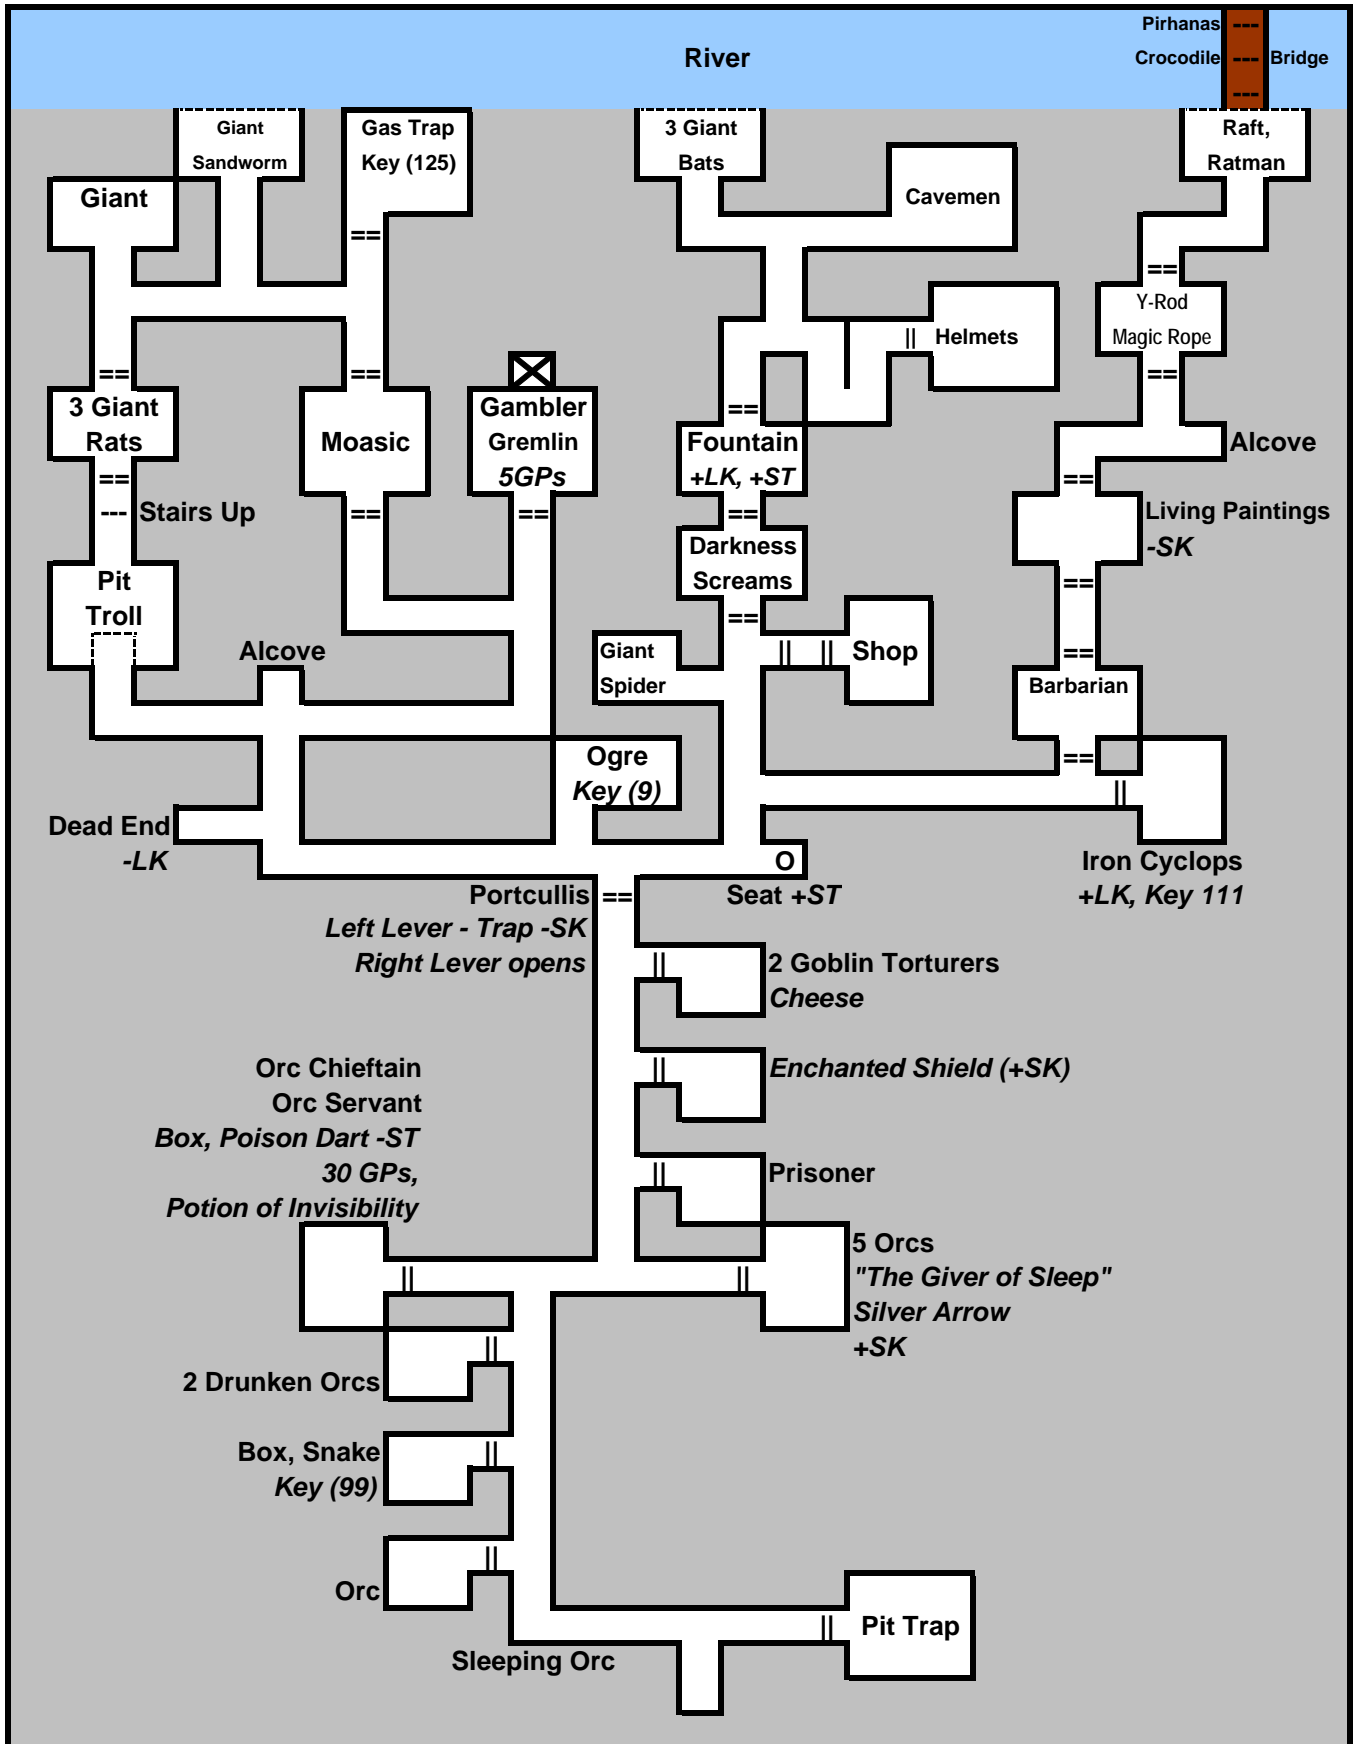 Pirhanas ---
River
Crocodile --- Bridge
---
Giant
Sandworm
Gas Trap
Key (125)
3 Giant
Bats
Raft,
Ratman
Giant
Cavemen
==
==
Y-Rod
Magic Rope
|| Helmets
==
==
==
3 Giant
Rats
Moasic
Gambler
Gremlin
5GPs
==
Fountain
+LK, +ST
Alcove
==
--- Stairs Up
==
==
==
==
Living Paintings
-SK
Darkness
Screams
Pit
Troll
==
==
Alcove
Giant
Spider
|| || Shop
==
Barbarian
Ogre
Key (9)
==
||
Dead End
-LK
O
Seat +ST
Iron Cyclops
+LK, Key 111
Portcullis ==
Left Lever - Trap -SK
Right Lever opens
|| 2 Goblin Torturers
Cheese
Orc Chieftain
Orc Servant
Box, Poison Dart -ST
30 GPs,
Potion of Invisibility
|| Enchanted Shield (+SK)
|| Prisoner
||
||
5 Orcs
"The Giver of Sleep"
Silver Arrow
+SK
||
2 Drunken Orcs
Box, Snake ||
Key (99)
||
Orc
|| Pit Trap
Sleeping Orc